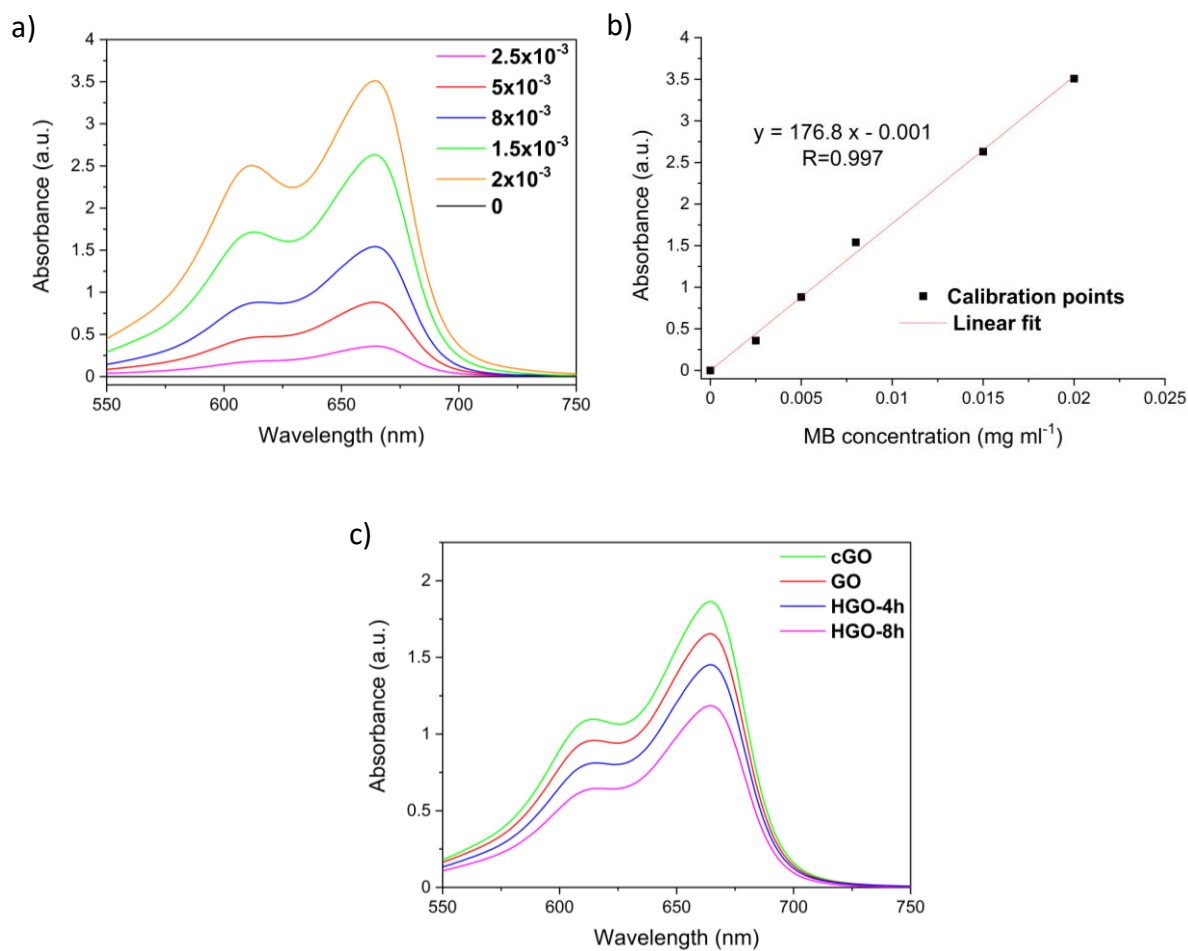 a)
4
3.5
3
2.5
2
1.5
1
0.5
0
550 600 650 700 750
Absorbance (a.u.)
Wavelength (nm)
2.5x10⁻³
5x10⁻³
8x10⁻³
1.5x10⁻³
2x10⁻³
0
b)
4
3.5
3
2.5
2
1.5
1
0.5
0
0 0.005 0.01 0.015 0.02 0.025
Absorbance (a.u.)
MB concentration (mg ml⁻¹)
y = 176.8 x - 0.001
R=0.997
Calibration points
Linear fit
c)
2
1.5
1
0.5
0
550 600 650 700 750
Absorbance (a.u.)
Wavelength (nm)
cGO
GO
HGO-4h
HGO-8h